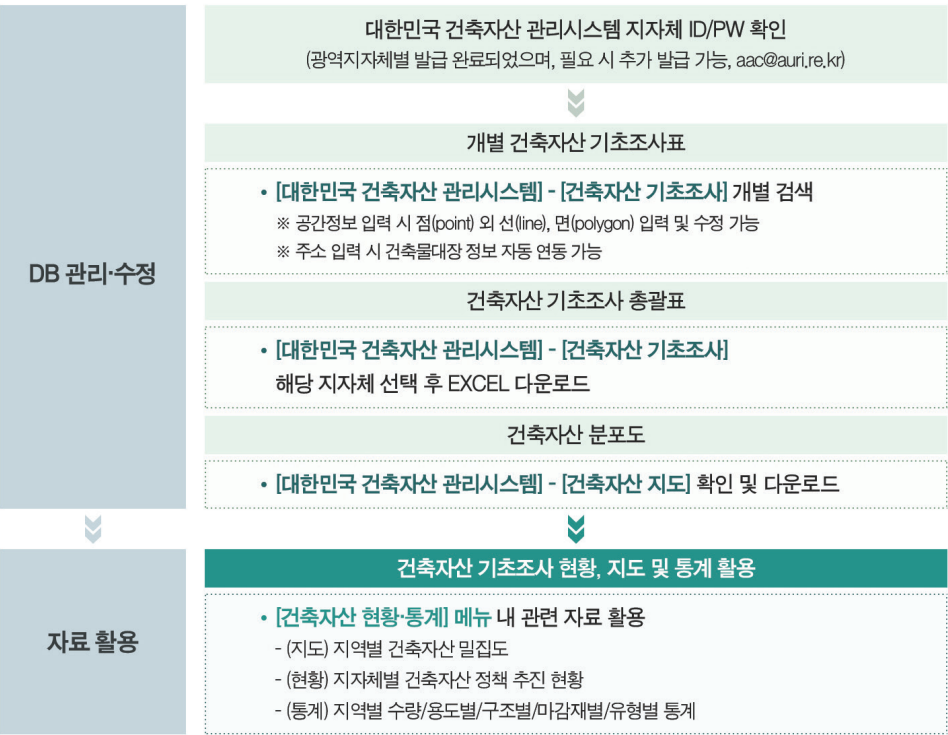 대한민국 건축자산 관리시스템 지자체 ID/PW 확인
(광역지자체별 발급 완료되었으며, 필요 시 추가 발급 가능, aac@auri.re.kr)
DB 관리·수정
개별 건축자산 기초조사표
• [대한민국 건축자산 관리시스템] - [건축자산 기초조사] 개별 검색
※ 공간정보 입력 시 점(point) 외 선(line), 면(polygon) 입력 및 수정 가능
※ 주소 입력 시 건축물대장 정보 자동 연동 가능
건축자산 기초조사 총괄표
• [대한민국 건축자산 관리시스템] - [건축자산 기초조사]
해당 지자체 선택 후 EXCEL 다운로드
건축자산 분포도
• [대한민국 건축자산 관리시스템] - [건축자산 지도] 확인 및 다운로드
자료 활용
건축자산 기초조사 현황, 지도 및 통계 활용
• [건축자산 현황·통계] 메뉴 내 관련 자료 활용
- (지도) 지역별 건축자산 밀집도
- (현황) 지자체별 건축자산 정책 추진 현황
- (통계) 지역별 수량/용도별/구조별/마감재별/유형별 통계